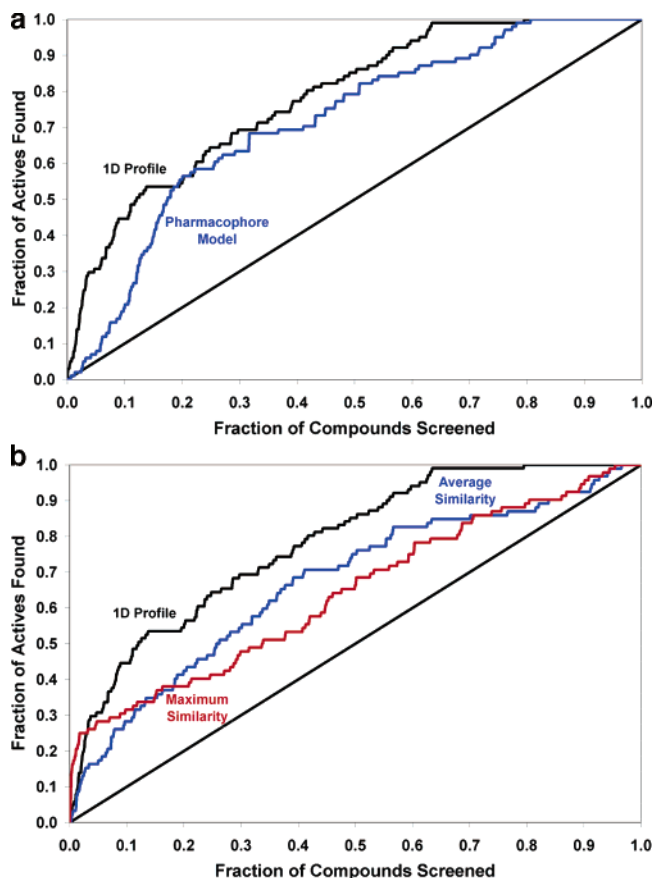 a
1.0
0.9
0.8
0.7
0.6
0.5
0.4
0.3
0.2
0.1
0.0
Fraction of Actives Found
1D Profile
Pharmacophore
Model
0.0 0.1 0.2 0.3 0.4 0.5 0.6 0.7 0.8 0.9 1.0
Fraction of Compounds Screened
b
1.0
0.9
0.8
0.7
0.6
0.5
0.4
0.3
0.2
0.1
0.0
Fraction of Actives Found
Average
Similarity
1D Profile
Maximum
Similarity
0.0 0.1 0.2 0.3 0.4 0.5 0.6 0.7 0.8 0.9 1.0
Fraction of Compounds Screened